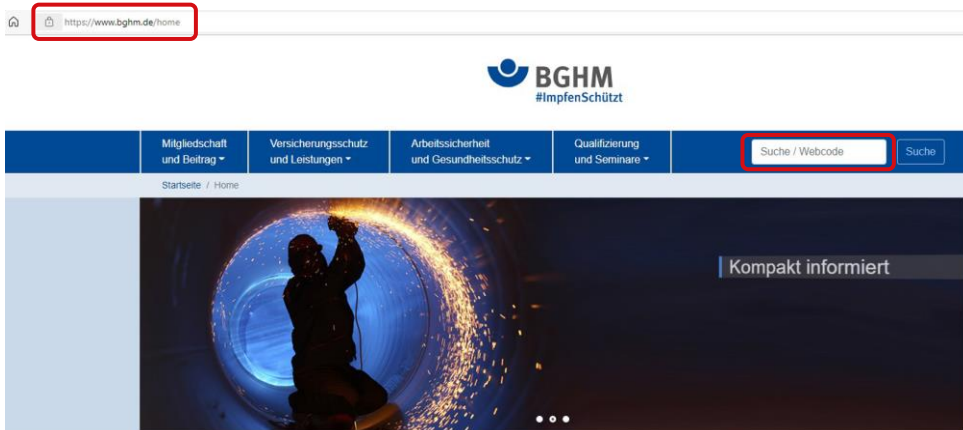 https://www.bghm.de/home
BGHM
#ImpfenSchützt
Mitgliedschaft
und Beitrag
Versicherungsschutz
und Leistungen
Arbeitssicherheit
und Gesundheitsschutz
Qualifizierung
und Seminare
Suche / Webcode
Suche
Startseite / Home
Kompakt informiert